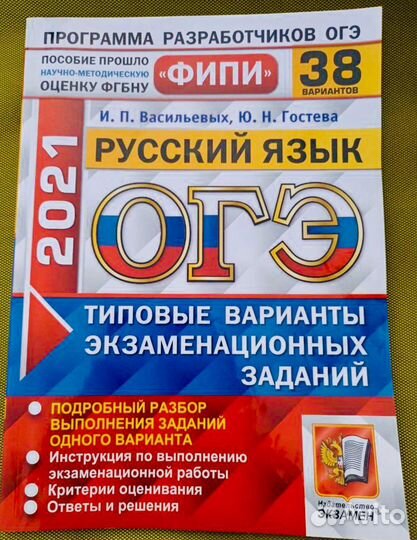 ПРОГРАММА РАЗРАБОТЧИКОВ ОГЭ
ПОСОБИЕ ПРОШЛО
НАУЧНО-МЕТОДИЧЕСКУЮ
ОЦЕНКУ ФГБНУ
«ФИПИ»
38
ВАРИАНТОВ
И. П. Васильевых, Ю. Н. Гостева
РУССКИЙ ЯЗЫК
2021
ОГЭ
ТИПОВЫЕ ВАРИАНТЫ
ЭКЗАМЕНАЦИОННЫХ
ЗАДАНИЙ
• ПОДРОБНЫЙ РАЗБОР
ВЫПОЛНЕНИЯ ЗАДАНИЙ
ОДНОГО ВАРИАНТА
• Инструкция по выполнению
экзаменационной работы
• Критерии оценивания
• Ответы и решения
Издательство
ЭКЗАМЕН
Avito